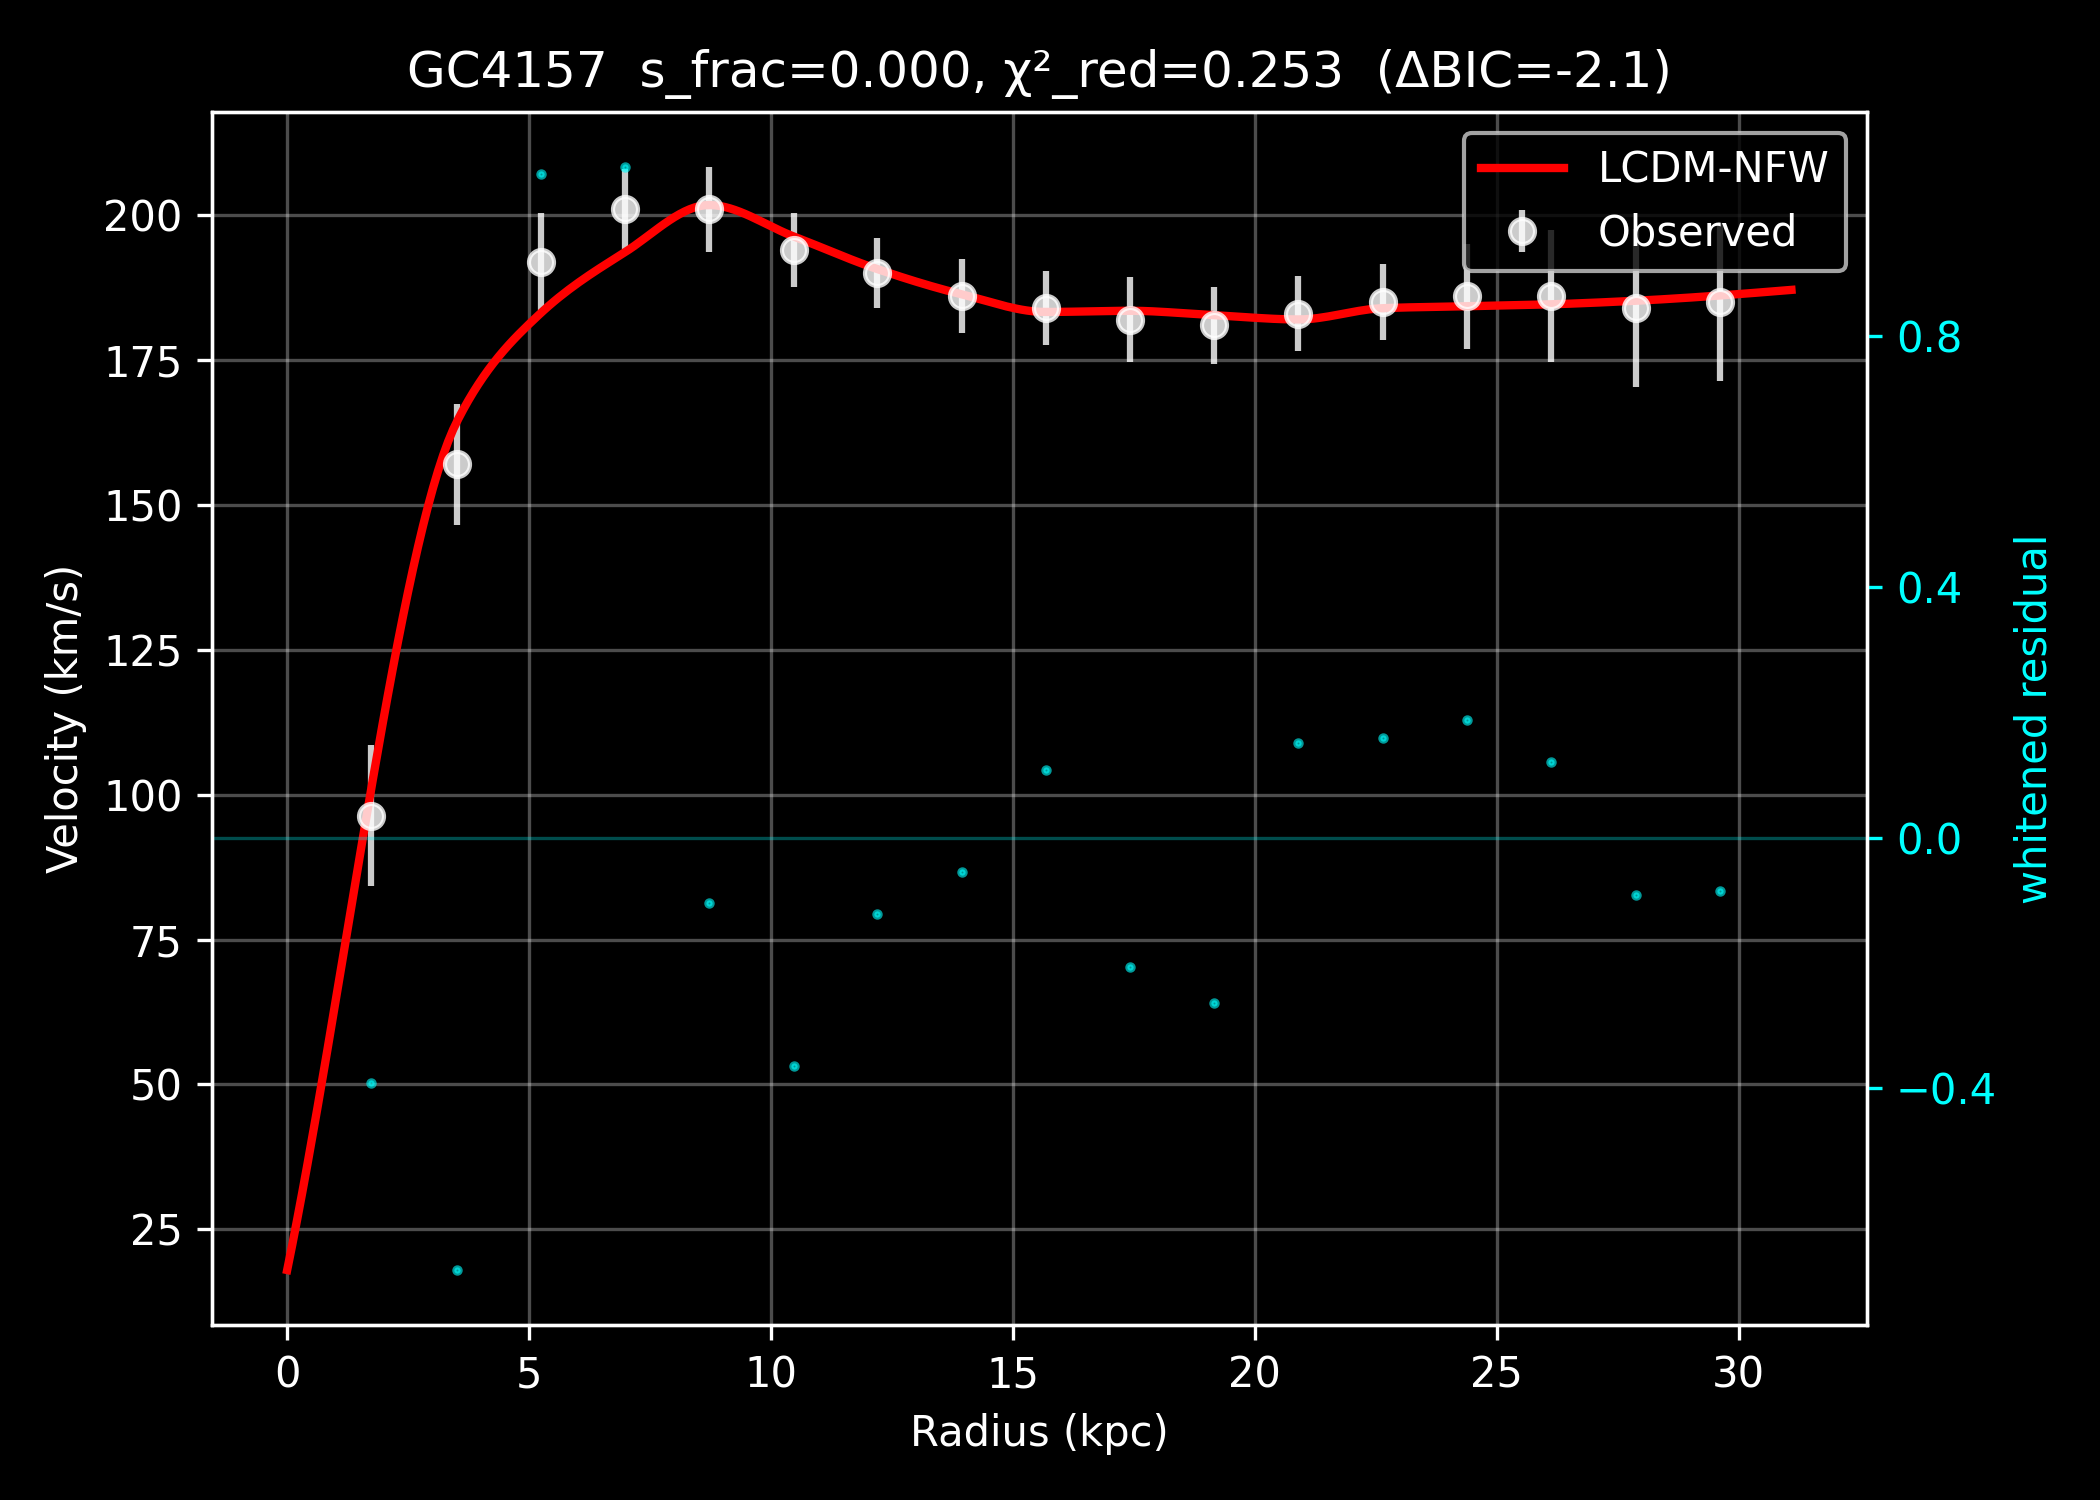 GC4157  s_frac=0.000, χ²_red=0.253  (ΔBIC=-2.1)
LCDM-NFW
Observed
200
175
150
125
100
75
50
25
Velocity (km/s)
0.8
0.4
0.0
−0.4
whitened residual
0 5 10 15 20 25 30
Radius (kpc)